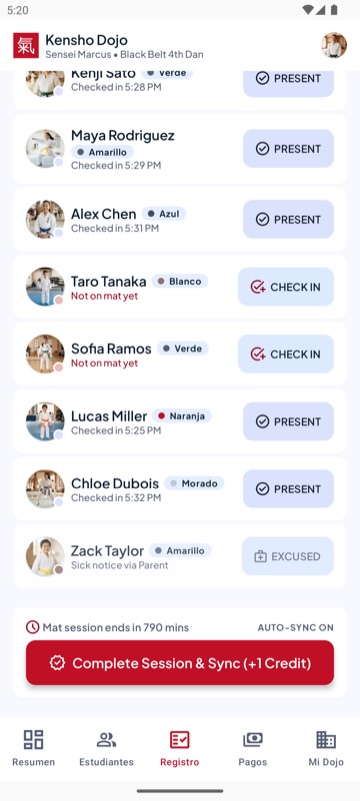 5:20
氣
Kensho Dojo
Sensei Marcus • Black Belt 4th Dan
Kenji Sato
Verde
Checked in 5:28 PM
PRESENT
Maya Rodriguez
Amarillo
Checked in 5:29 PM
PRESENT
Alex Chen
Azul
Checked in 5:31 PM
PRESENT
Taro Tanaka
Blanco
Not on mat yet
CHECK IN
Sofia Ramos
Verde
Not on mat yet
CHECK IN
Lucas Miller
Naranja
Checked in 5:25 PM
PRESENT
Chloe Dubois
Morado
Checked in 5:32 PM
PRESENT
Zack Taylor
Amarillo
Sick notice via Parent
EXCUSED
Mat session ends in 790 mins
AUTO-SYNC ON
Complete Session & Sync (+1 Credit)
Resumen
Estudiantes
Registro
Pagos
Mi Dojo